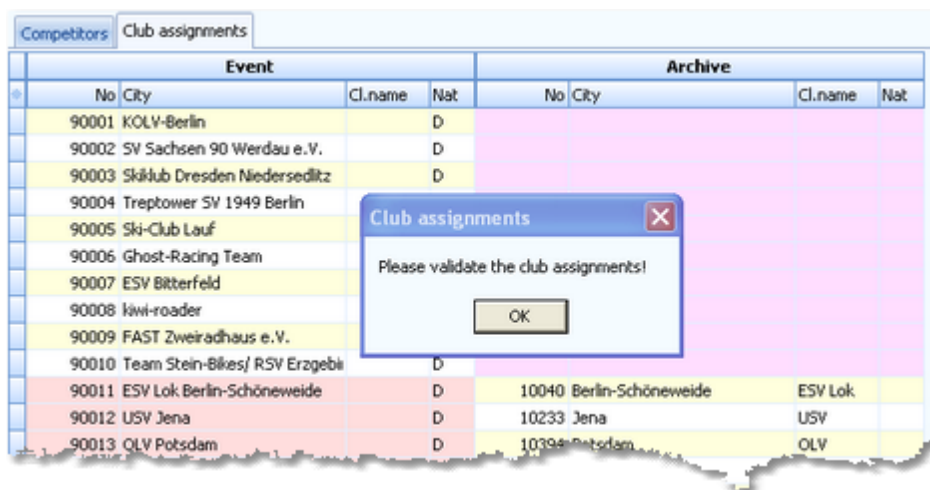 Competitors Club assignments
Event Archive
No City Cl.name Nat No City Cl.name Nat
90001 KOLV-Berlin D
90002 SV Sachsen 90 Werdau e.V. D
90003 Skiklub Dresden Niedersedlitz D
90004 Treptower SV 1949 Berlin
90005 Ski-Club Lauf
90006 Ghost-Racing Team
90007 ESV Bitterfeld
90008 kiwi-roader
90009 FAST Zweiradhaus e.V.
90010 Team Stein-Bikes/ RSV Erzgebir D
Club assignments
Please validate the club assignments!
OK
90011 ESV Lok Berlin-Schöneweide D 10040 Berlin-Schöneweide ESV Lok
90012 USV Jena D 10233 Jena USV
90013 OLV Potsdam D 10394 Potsdam OLV